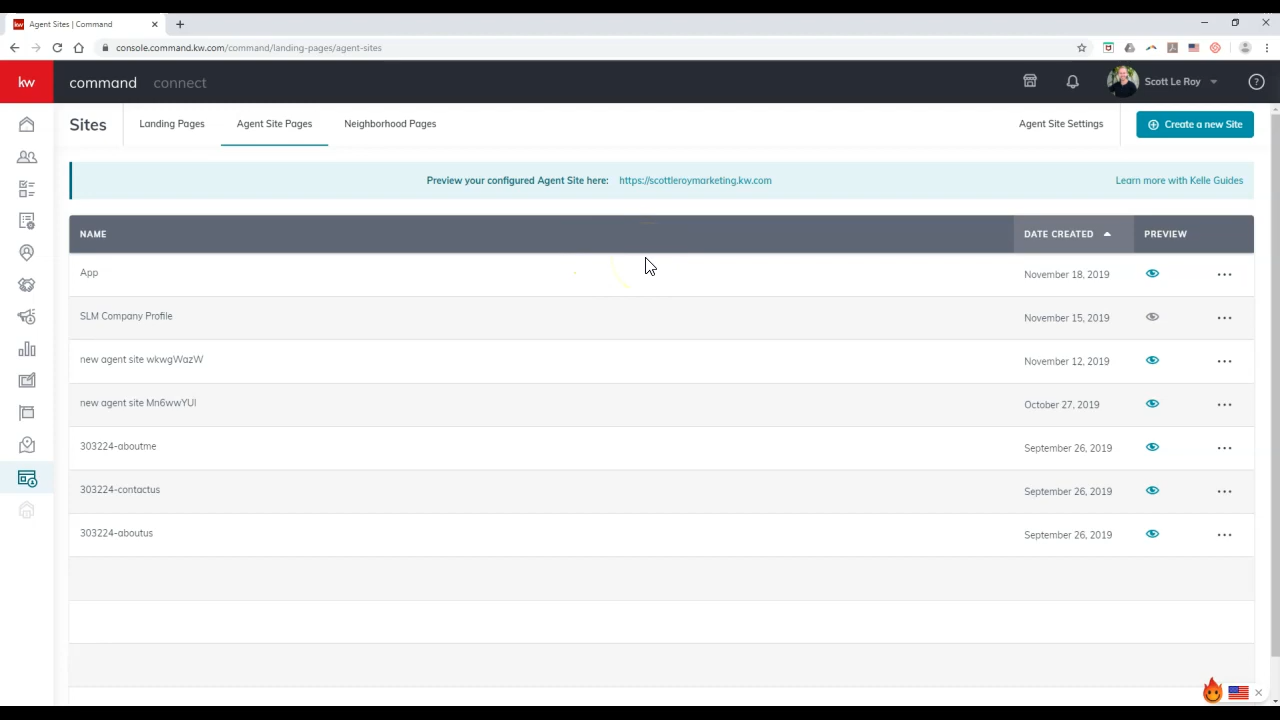 Agent Sites | Command
console.command.kw.com/command/landing-pages/agent-sites
kw command connect Scott Le Roy ?
Sites Landing Pages Agent Site Pages Neighborhood Pages Agent Site Settings Create a new Site
Preview your configured Agent Site here: https://scottleroymarketing.kw.com Learn more with Kelle Guides
NAME DATE CREATED PREVIEW
App November 18, 2019
SLM Company Profile November 15, 2019
new agent site wkwgWazW November 12, 2019
new agent site Mn6wwYUl October 27, 2019
303224-aboutme September 26, 2019
303224-contactus September 26, 2019
303224-aboutus September 26, 2019